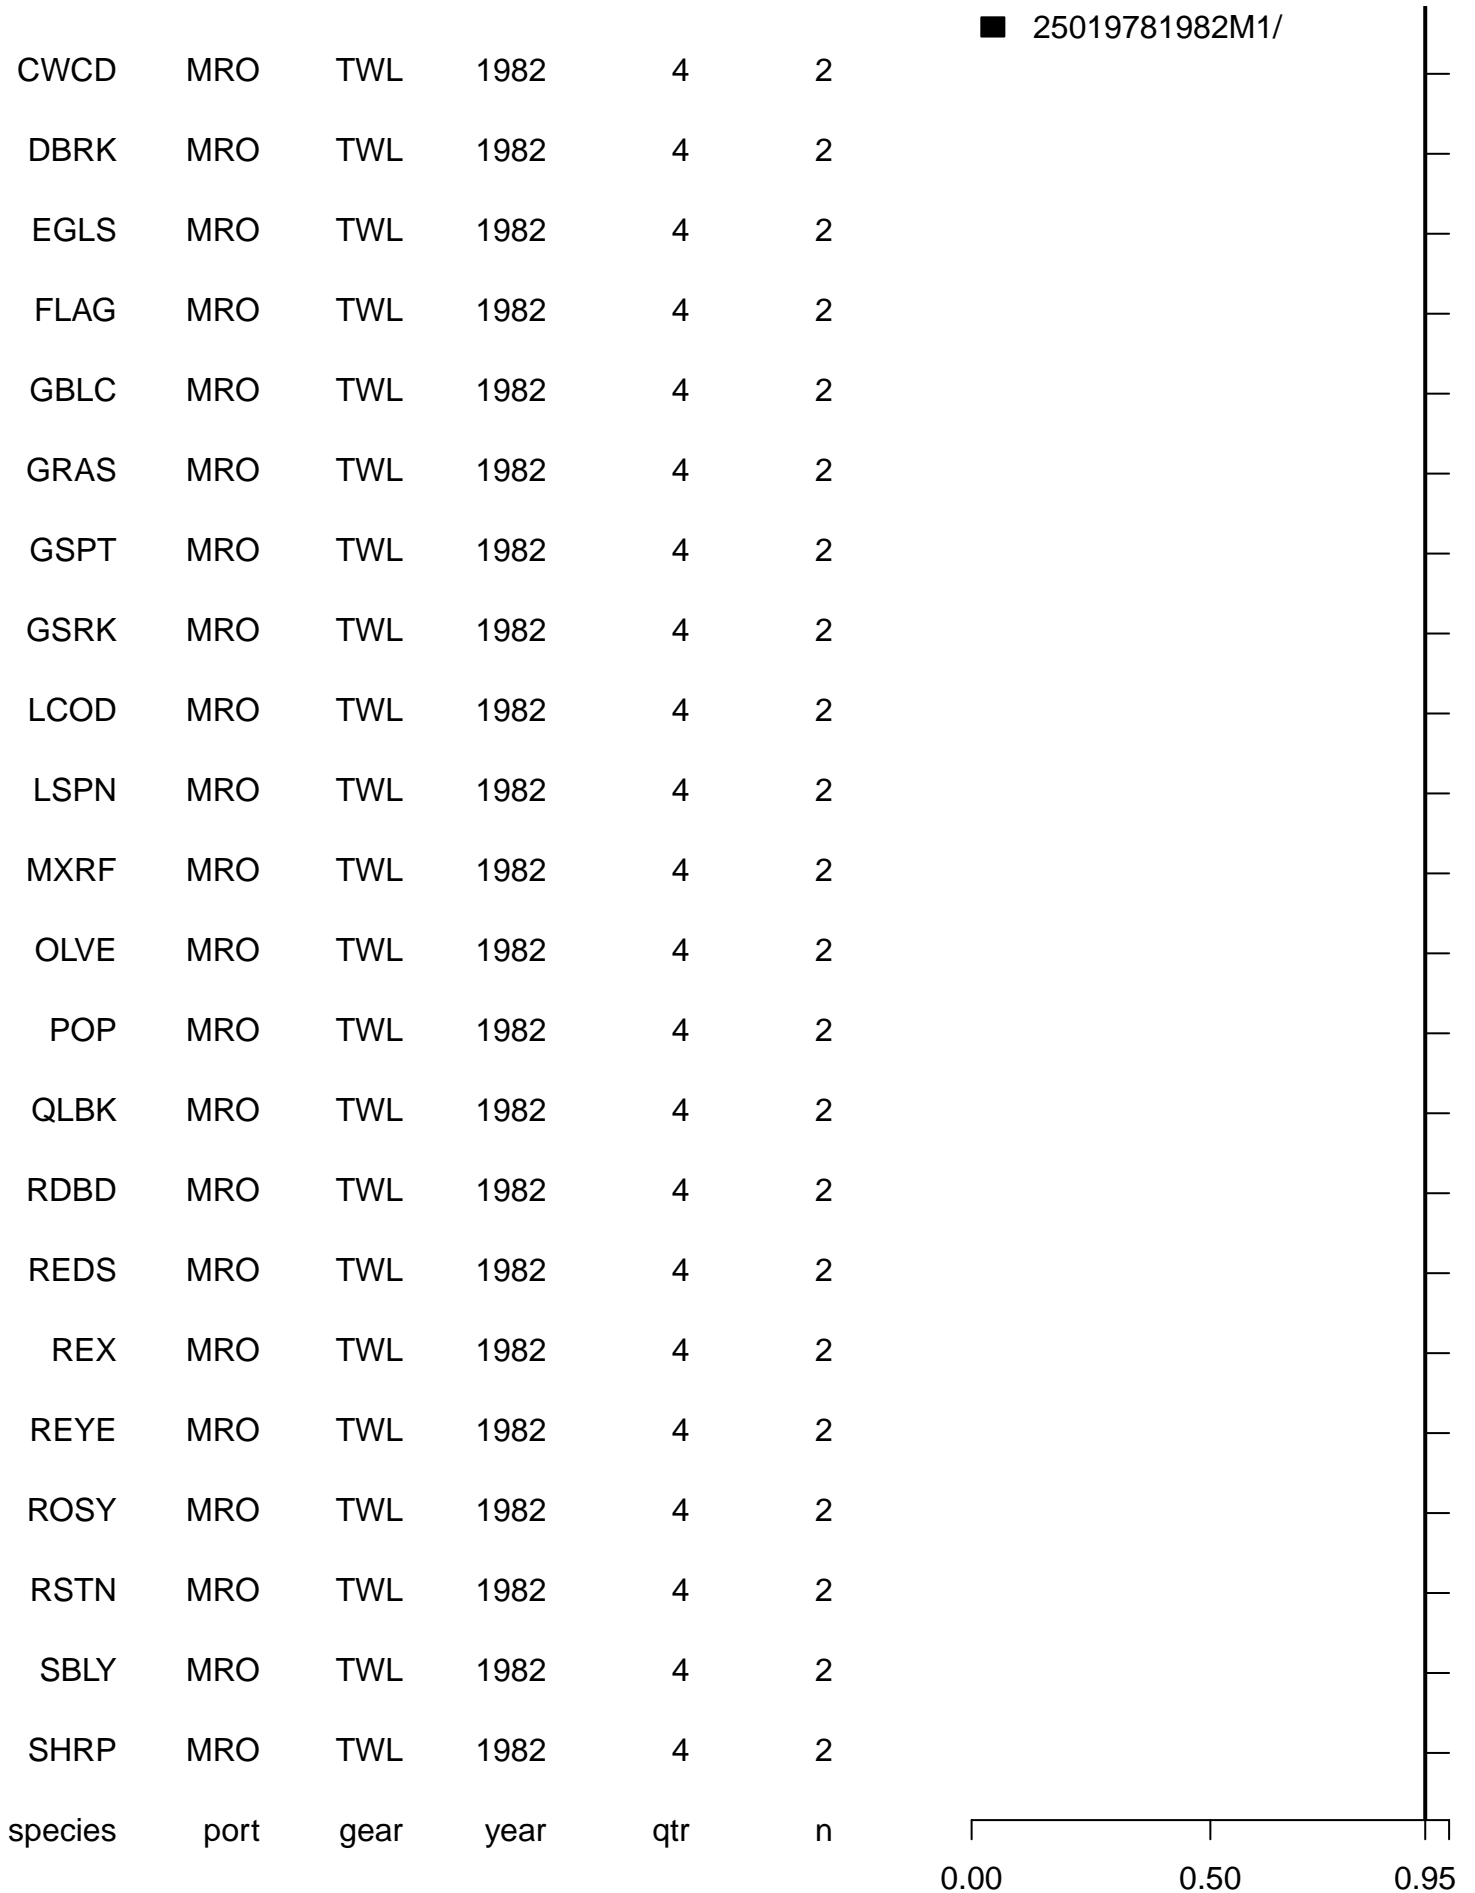 25019781982M1/
CWCD MRO TWL 1982 4 2
DBRK MRO TWL 1982 4 2
EGLS MRO TWL 1982 4 2
FLAG MRO TWL 1982 4 2
GBLC MRO TWL 1982 4 2
GRAS MRO TWL 1982 4 2
GSPT MRO TWL 1982 4 2
GSRK MRO TWL 1982 4 2
LCOD MRO TWL 1982 4 2
LSPN MRO TWL 1982 4 2
MXRF MRO TWL 1982 4 2
OLVE MRO TWL 1982 4 2
POP MRO TWL 1982 4 2
QLBK MRO TWL 1982 4 2
RDBD MRO TWL 1982 4 2
REDS MRO TWL 1982 4 2
REX MRO TWL 1982 4 2
REYE MRO TWL 1982 4 2
ROSY MRO TWL 1982 4 2
RSTN MRO TWL 1982 4 2
SBLY MRO TWL 1982 4 2
SHRP MRO TWL 1982 4 2
species port gear year qtr n
0.00 0.50 0.95